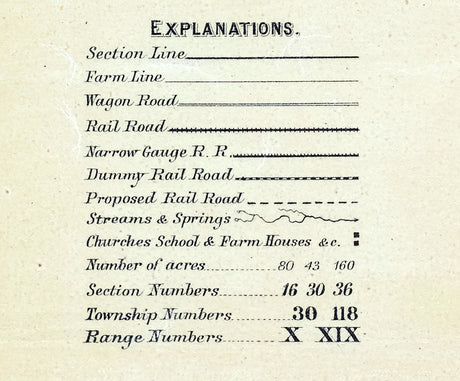 EXPLANATIONS.
Section Line
Farm Line
Wagon Road
Rail Road
Narrow Gauge R. R.
Dummy Rail Road
Proposed Rail Road
Streams & Springs
Churches School & Farm Houses &c.
Number of acres 80 43 160
Section Numbers 16 30 36
Township Numbers 30 118
Range Numbers X XIX